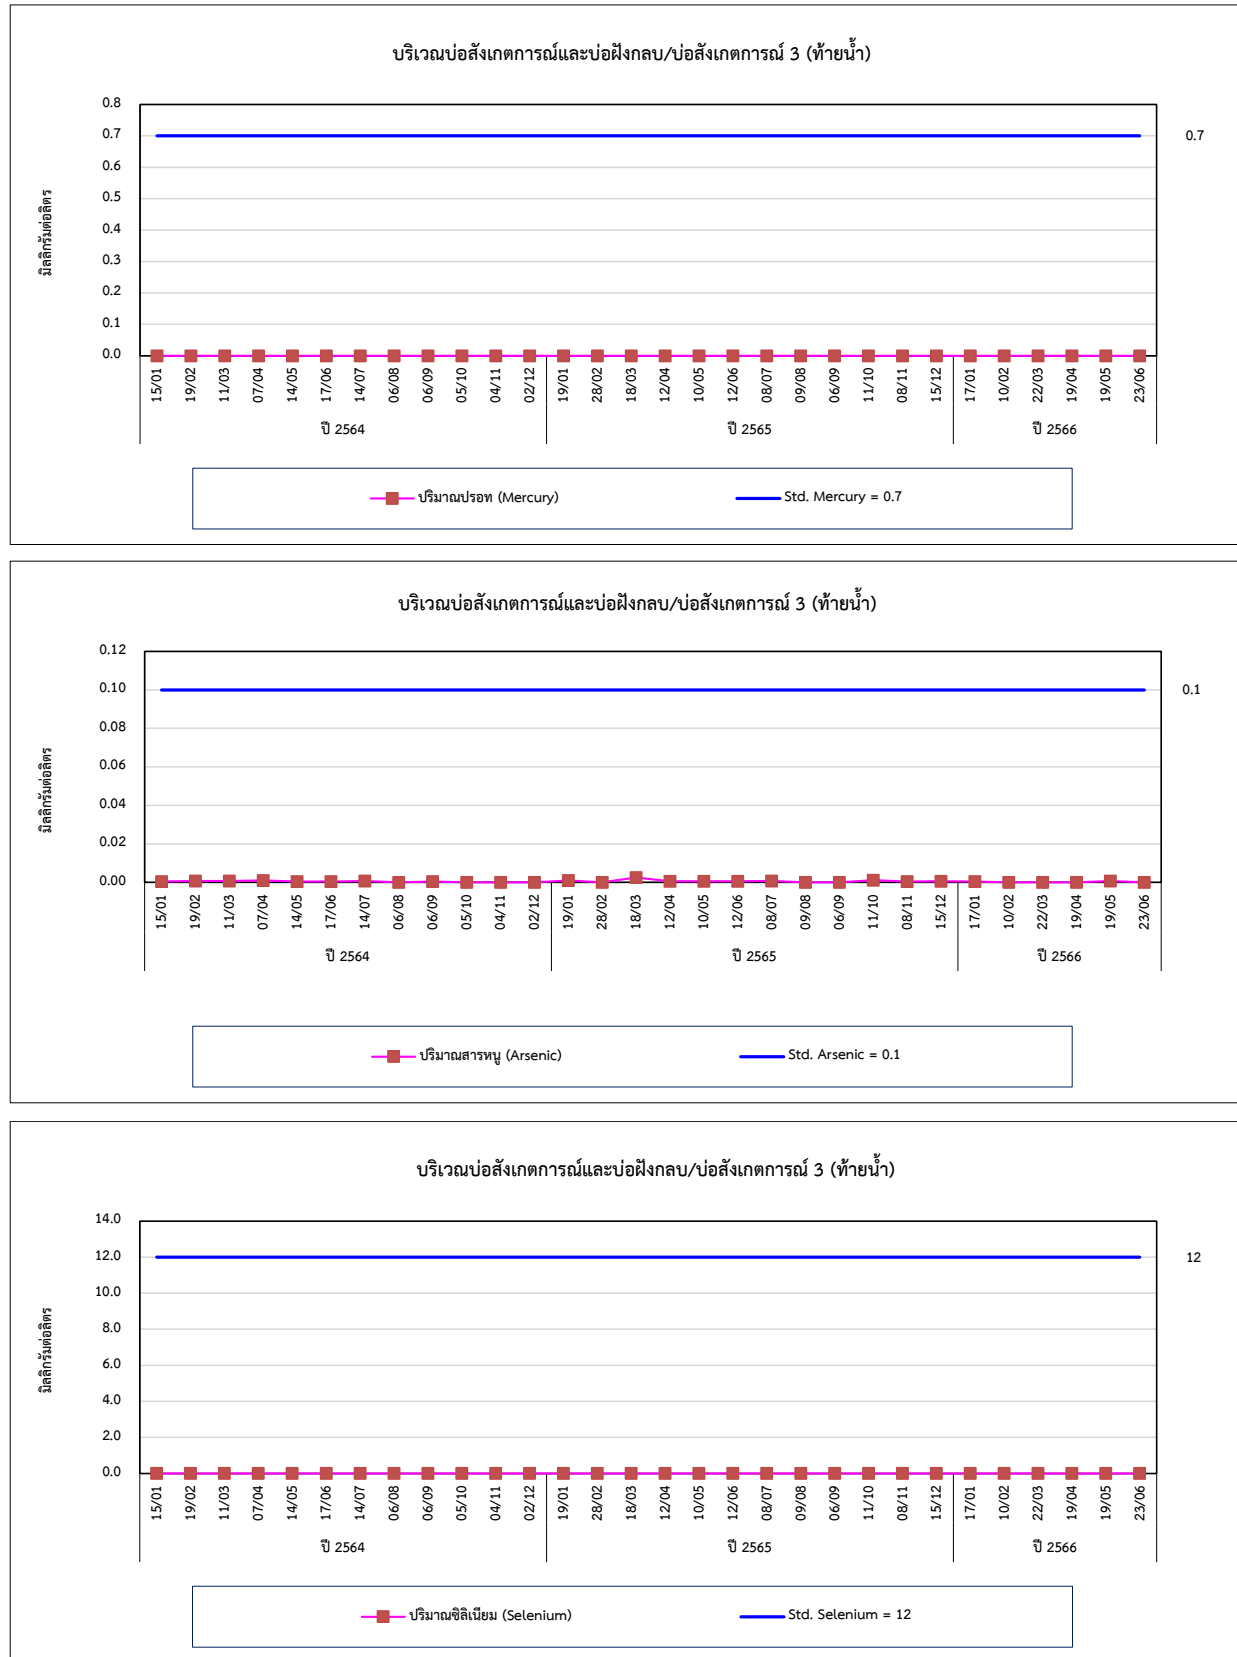 บริเวณบ่อสังเกตการณ์และบ่อฝังกลบ/บ่อสังเกตการณ์ 3 (ท้ายน้ำ)
มิลลิกรัมต่อลิตร
0.8
0.7
0.6
0.5
0.4
0.3
0.2
0.1
0.0
0.7
15/01 19/02 11/03 07/04 14/05 17/06 14/07 06/08 06/09 05/10 04/11 02/12 19/01 28/02 18/03 12/04 10/05 12/06 08/07 09/08 06/09 11/10 08/11 15/12 17/01 10/02 22/03 19/04 19/05 23/06
ปี 2564 ปี 2565 ปี 2566
ปริมาณปรอท (Mercury) Std. Mercury = 0.7
บริเวณบ่อสังเกตการณ์และบ่อฝังกลบ/บ่อสังเกตการณ์ 3 (ท้ายน้ำ)
มิลลิกรัมต่อลิตร
0.12
0.10
0.08
0.06
0.04
0.02
0.00
0.1
15/01 19/02 11/03 07/04 14/05 17/06 14/07 06/08 06/09 05/10 04/11 02/12 19/01 28/02 18/03 12/04 10/05 12/06 08/07 09/08 06/09 11/10 08/11 15/12 17/01 10/02 22/03 19/04 19/05 23/06
ปี 2564 ปี 2565 ปี 2566
ปริมาณสารหนู (Arsenic) Std. Arsenic = 0.1
บริเวณบ่อสังเกตการณ์และบ่อฝังกลบ/บ่อสังเกตการณ์ 3 (ท้ายน้ำ)
มิลลิกรัมต่อลิตร
14.0
12.0
10.0
8.0
6.0
4.0
2.0
0.0
12
15/01 19/02 11/03 07/04 14/05 17/06 14/07 06/08 06/09 05/10 04/11 02/12 19/01 28/02 18/03 12/04 10/05 12/06 08/07 09/08 06/09 11/10 08/11 15/12 17/01 10/02 22/03 19/04 19/05 23/06
ปี 2564 ปี 2565 ปี 2566
ปริมาณซิลิเนียม (Selenium) Std. Selenium = 12